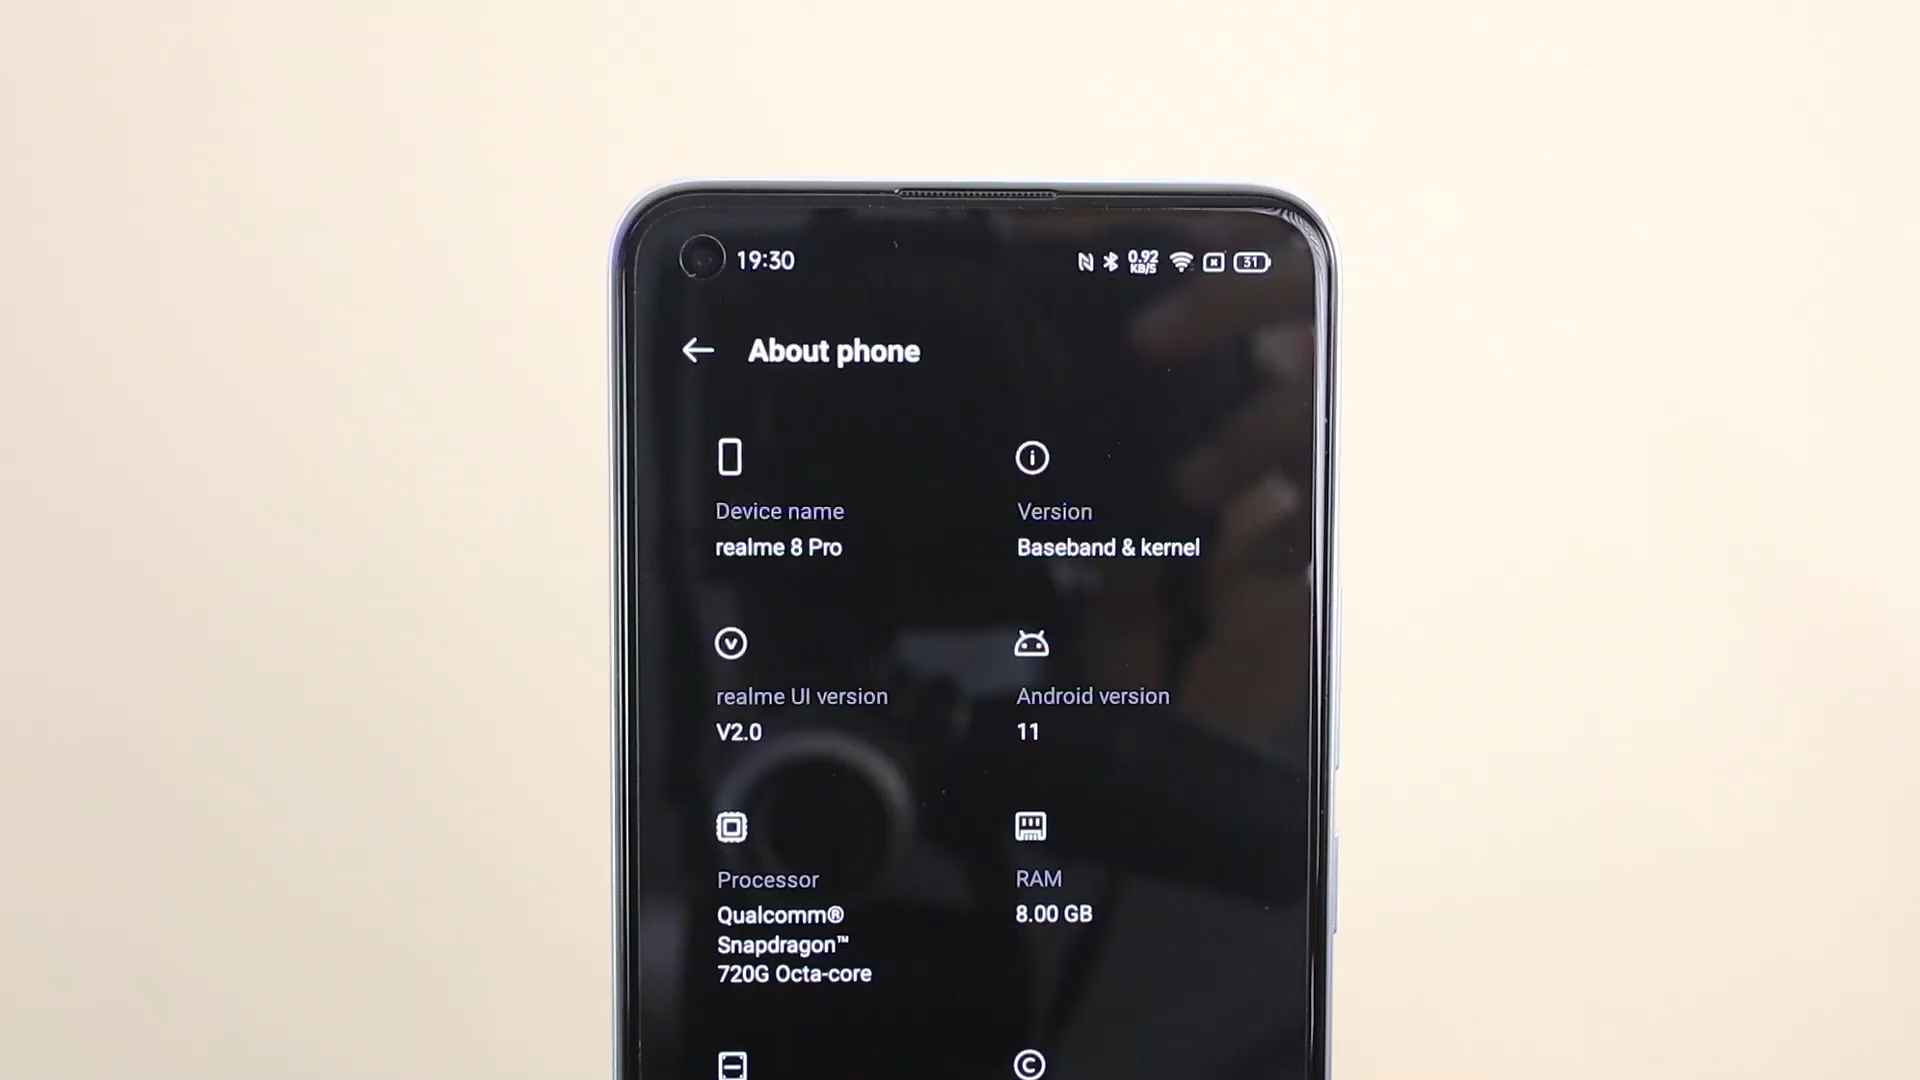 19:30
0.92
KB/S
31
About phone
Device name
realme 8 Pro
Version
Baseband & kernel
realme UI version
V2.0
Android version
11
Processor
Qualcomm®
Snapdragon™
720G Octa-core
RAM
8.00 GB